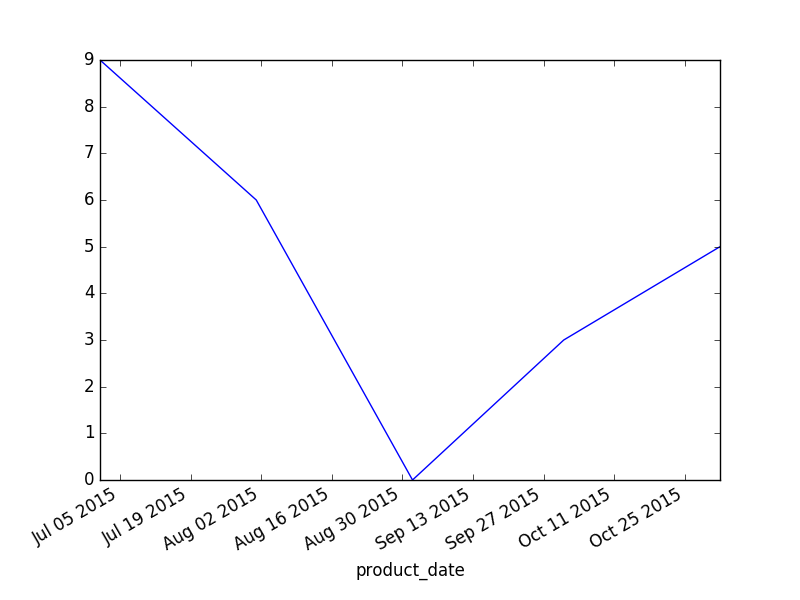 9
8
7
6
5
4
3
2
1
0
Jul 05 2015
Jul 19 2015
Aug 02 2015
Aug 16 2015
Aug 30 2015
Sep 13 2015
Sep 27 2015
Oct 11 2015
Oct 25 2015
product_date